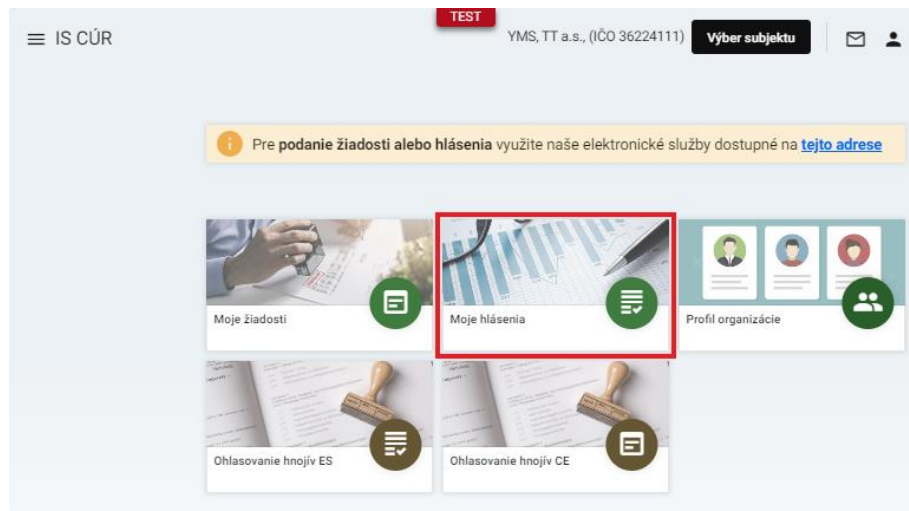 TEST
IS CÚR
YMS, TT a.s., (IČO 36224111) Výber subjektu
Pre podanie žiadosti alebo hlásenia využite naše elektronické služby dostupné na tejto adrese
Moje žiadosti
Moje hlásenia
Profil organizácie
Ohlasovanie hnojív ES
Ohlasovanie hnojív CE